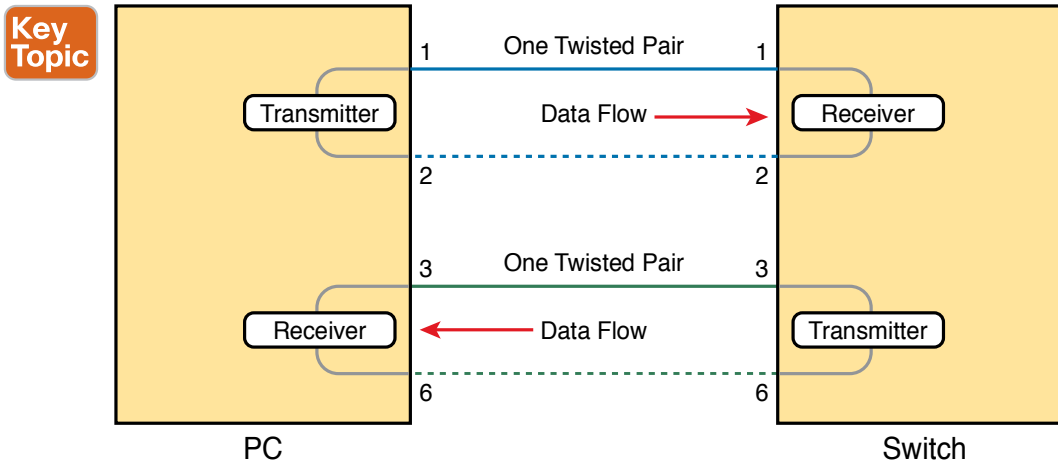 Key
Topic
1 One Twisted Pair 1
Transmitter Data Flow Receiver
2 2
3 One Twisted Pair 3
Receiver Data Flow Transmitter
6 6
PC Switch